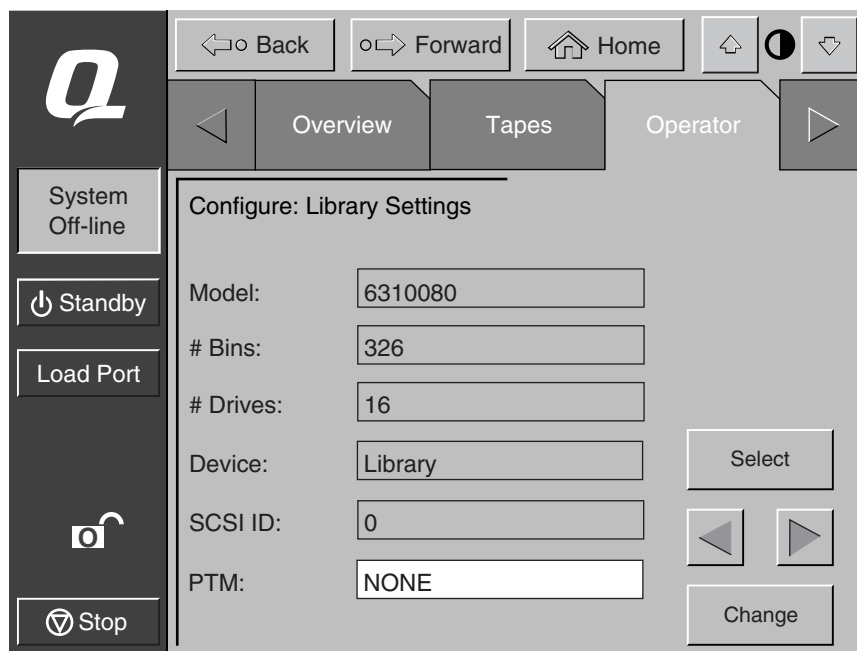 Q
Back
Forward
Home
Overview
Tapes
Operator
System
Off-line
Standby
Load Port
Stop
Configure: Library Settings
Model: 6310080
# Bins: 326
# Drives: 16
Device: Library
SCSI ID: 0
PTM: NONE
Select
Change